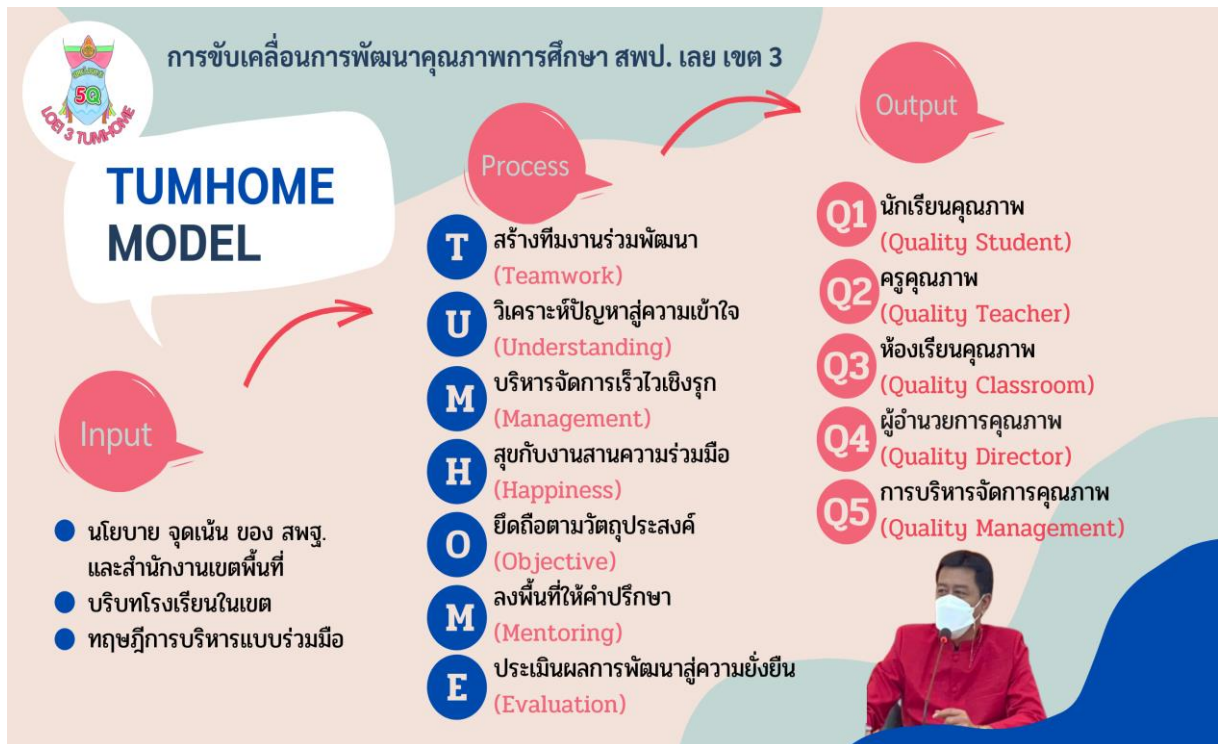 การขับเคลื่อนการพัฒนาคุณภาพการศึกษา สพป. เลย เขต 3
5Q
LOEI 3 TUMHOME
TUMHOME
MODEL
Input
นโยบาย จุดเน้น ของ สพฐ.
และสำนักงานเขตพื้นที่
บริบทโรงเรียนในเขต
ทฤษฎีการบริหารแบบร่วมมือ
Process
T สร้างทีมงานร่วมพัฒนา
(Teamwork)
U วิเคราะห์ปัญหาสู่ความเข้าใจ
(Understanding)
M บริหารจัดการเร็วไวเชิงรุก
(Management)
H สุขกับงานสานความร่วมมือ
(Happiness)
O ยึดถือตามวัตถุประสงค์
(Objective)
M ลงพื้นที่ให้คำปรึกษา
(Mentoring)
E ประเมินผลการพัฒนาสู่ความยั่งยืน
(Evaluation)
Output
Q1 นักเรียนคุณภาพ
(Quality Student)
Q2 ครูคุณภาพ
(Quality Teacher)
Q3 ห้องเรียนคุณภาพ
(Quality Classroom)
Q4 ผู้อำนวยการคุณภาพ
(Quality Director)
Q5 การบริหารจัดการคุณภาพ
(Quality Management)